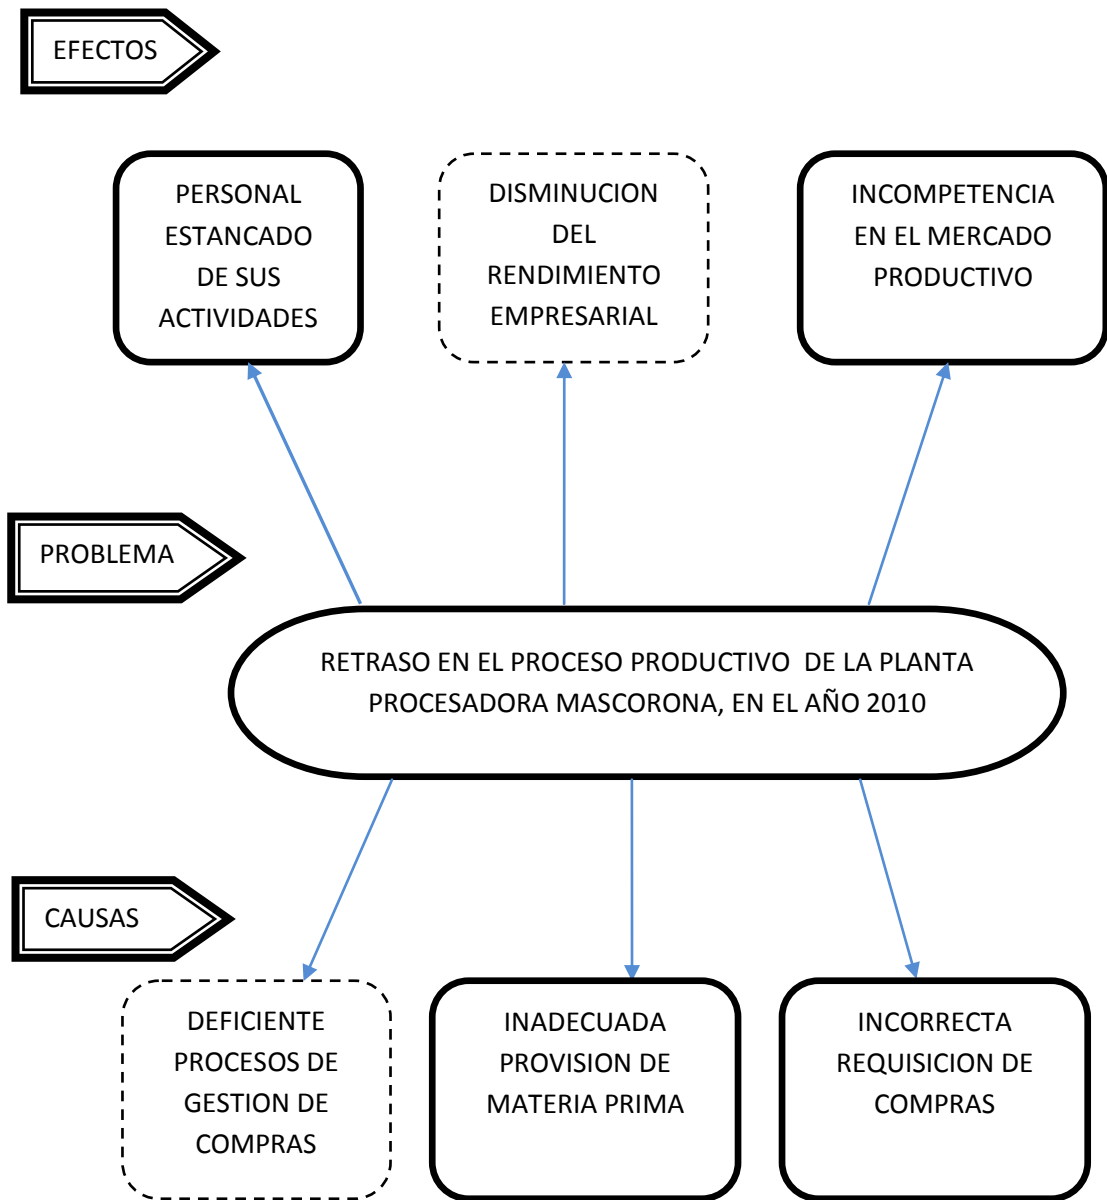 EFECTOS
PERSONAL
ESTANCADO
DE SUS
ACTIVIDADES
DISMINUCION
DEL
RENDIMIENTO
EMPRESARIAL
INCOMPETENCIA
EN EL MERCADO
PRODUCTIVO
PROBLEMA
RETRASO EN EL PROCESO PRODUCTIVO DE LA PLANTA
PROCESADORA MASCORONA, EN EL AÑO 2010
CAUSAS
DEFICIENTE
PROCESOS DE
GESTION DE
COMPRAS
INADECUADA
PROVISION DE
MATERIA PRIMA
INCORRECTA
REQUISICION DE
COMPRAS